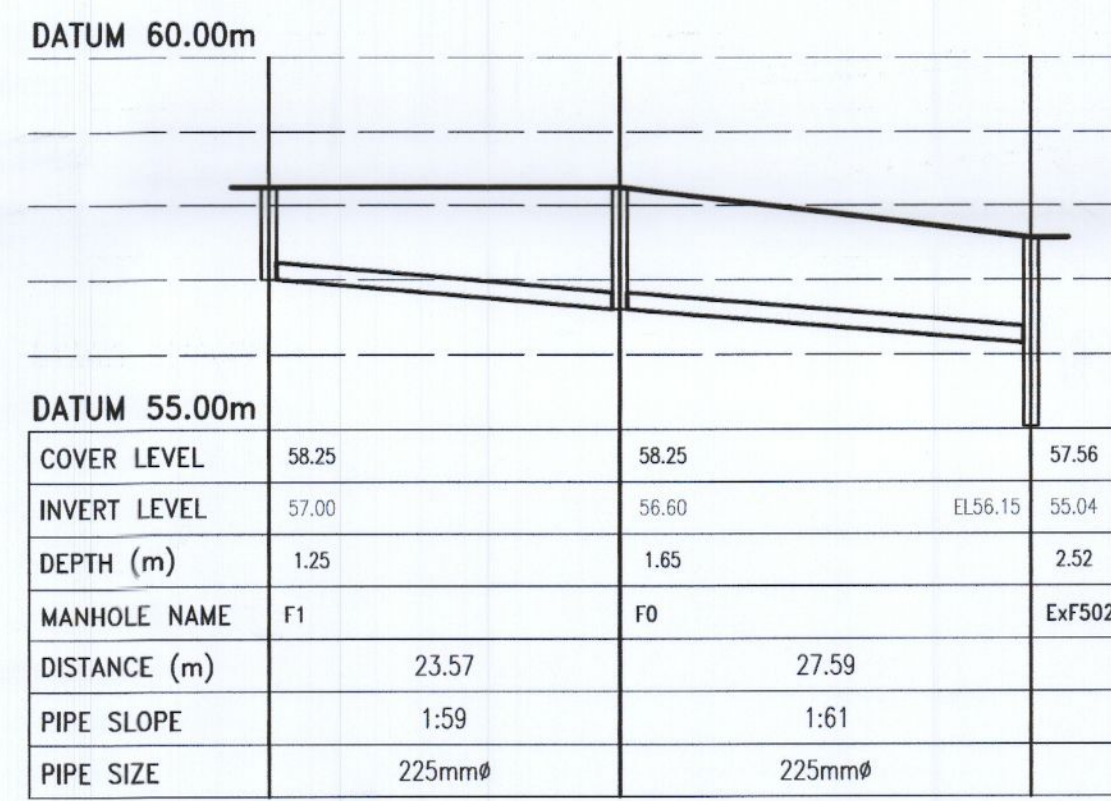 DATUM 60.00m
DATUM 55.00m
COVER LEVEL 58.25 58.25 57.56
INVERT LEVEL 57.00 56.60 EL56.15 55.04
DEPTH (m) 1.25 1.65 2.52
MANHOLE NAME F1 F0 ExF502
DISTANCE (m) 23.57 27.59
PIPE SLOPE 1:59 1:61
PIPE SIZE 225mmø 225mmø